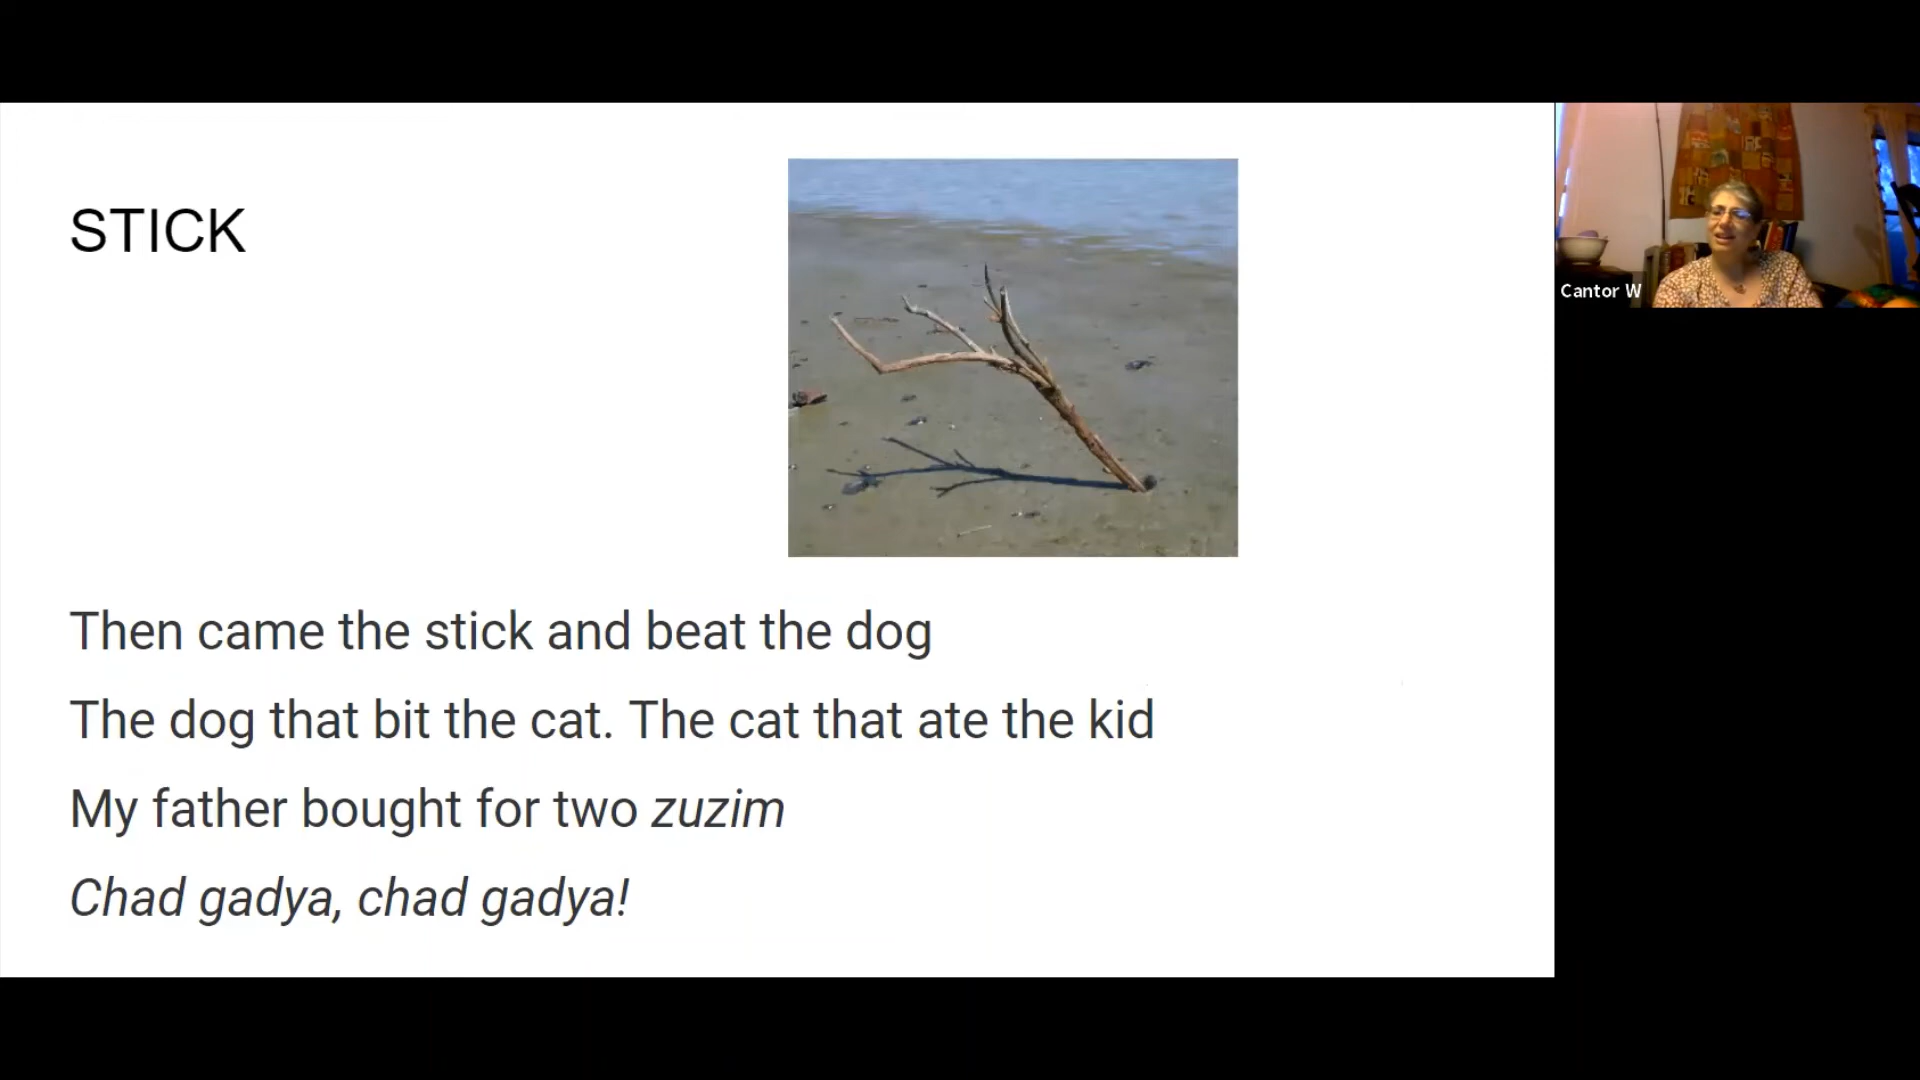 STICK
Cantor W
Then came the stick and beat the dog
The dog that bit the cat. The cat that ate the kid
My father bought for two zuzim
Chad gadya, chad gadya!